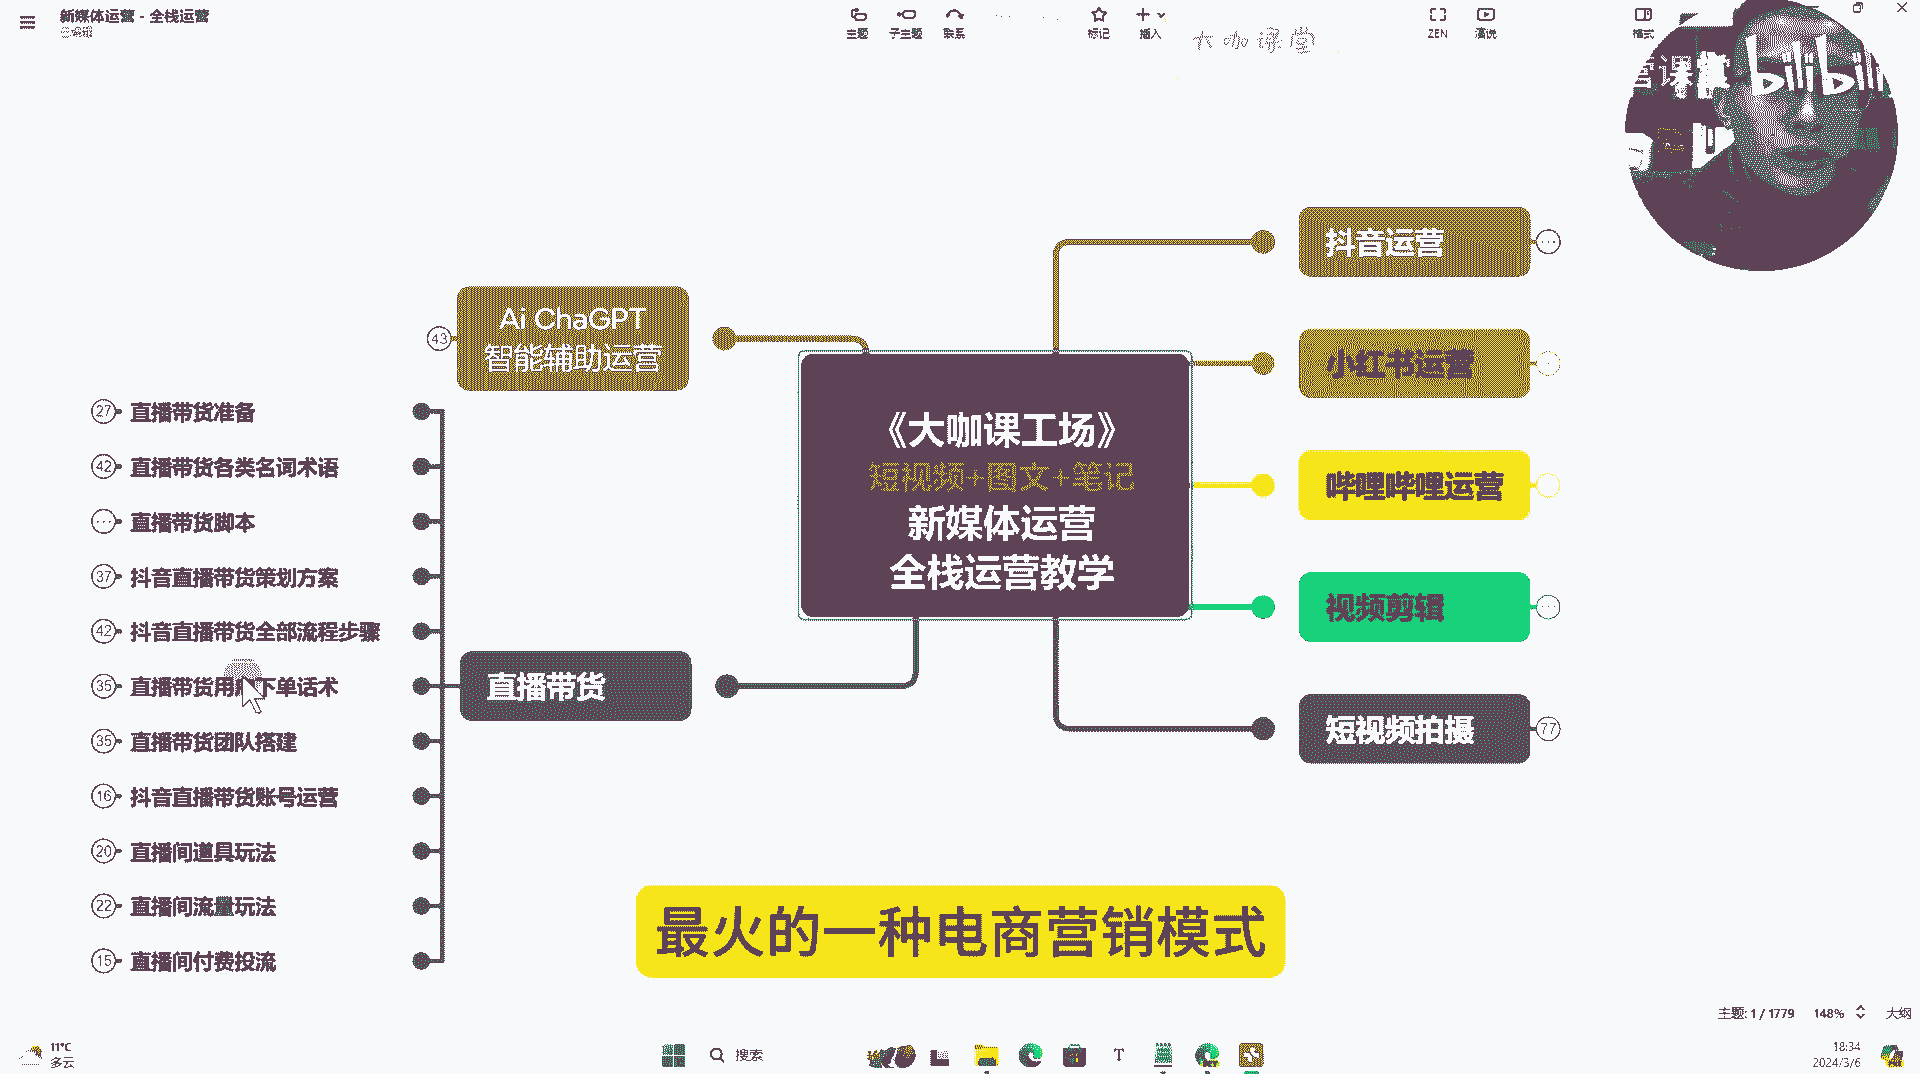 新媒体运营 - 全栈运营
已编辑
主题
子主题
联系
标记
插入
大咖课堂
ZEN
演说
格式
营课堂
bilibili
抖音运营
Ai ChaGPT
智能辅助运营
43
小红书运营
《大咖课工场》
短视频+图文+笔记
新媒体运营
全栈运营教学
哔哩哔哩运营
视频剪辑
短视频拍摄
77
直播带货
27 直播带货准备
42 直播带货各类名词术语
直播带货脚本
37 抖音直播带货策划方案
42 抖音直播带货全部流程步骤
35 直播带货用户下单话术
35 直播带货团队搭建
16 抖音直播带货账号运营
20 直播间道具玩法
22 直播间流量玩法
15 直播间付费投流
最火的一种电商营销模式
主题: 1 / 1779
148%
大纲
11°C
多云
搜索
18:34
2024/3/6